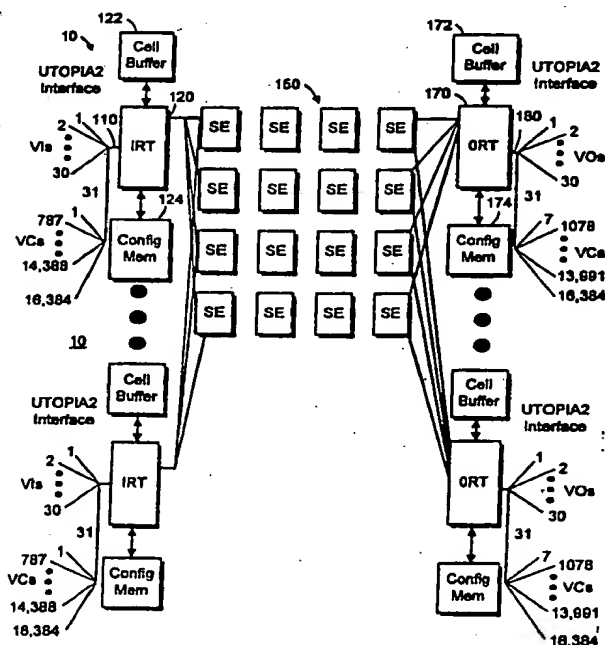 10
122
Cell
Buffer
UTOPIA2
Interface
110
120
IRT
VIs
1
2
30
31
124
Config
Mem
VCs
1
787
14,388
16,384
150
SE SE SE SE
SE SE SE SE
SE SE SE SE
SE SE SE SE
172
Cell
Buffer
UTOPIA2
Interface
170
180
0RT
1
2
VOs
30
31
174
Config
Mem
7
1078
VCs
13,991
16,384
10
Cell
Buffer
UTOPIA2
Interface
IRT
VIs
1
2
30
31
Config
Mem
VCs
1
787
14,388
18,384
Cell
Buffer
UTOPIA2
Interface
0RT
1
2
VOs
30
31
Config
Mem
7
1078
VCs
13,991
18,384